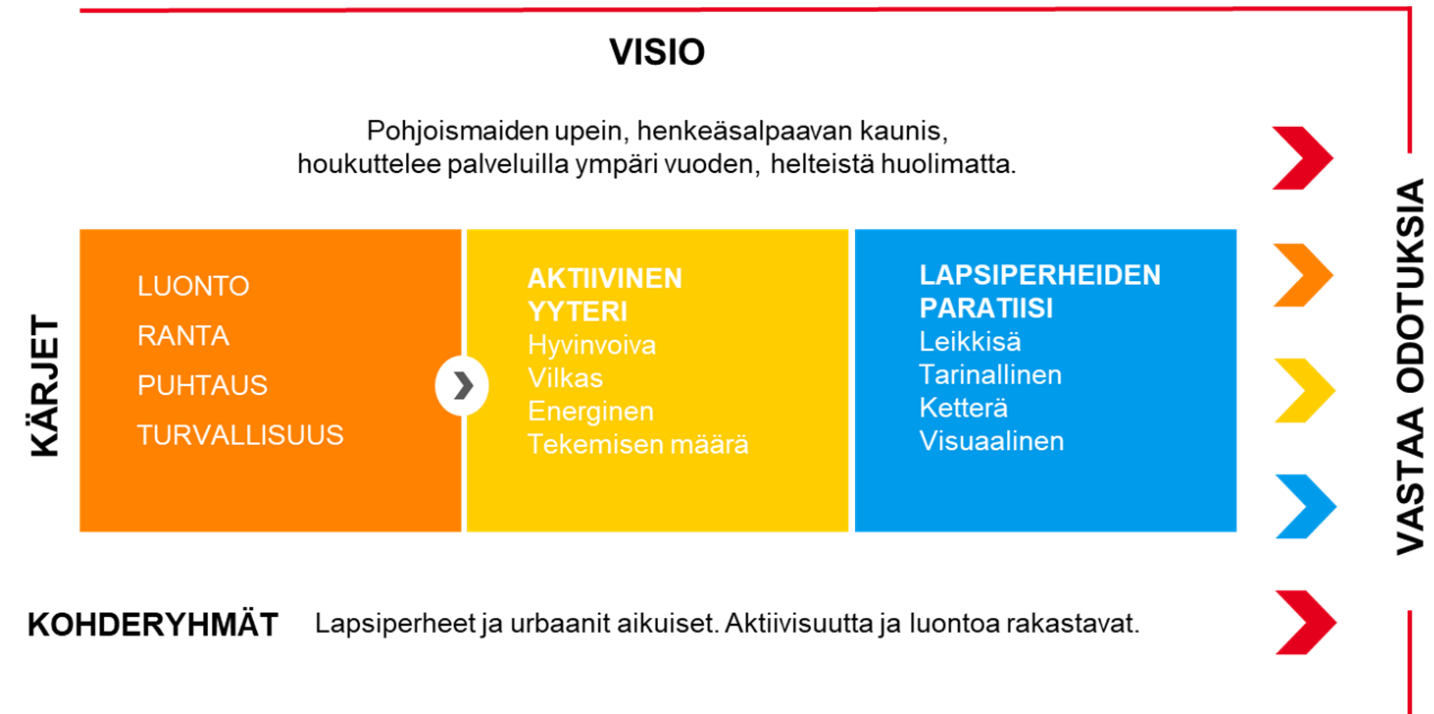 VISIO
Pohjoismaiden upein, henkeäsalpaavan kaunis,
houkuttelee palveluilla ympäri vuoden, helteistä huolimatta.
KÄRJET
LUONTO
RANTA
PUHTAUS
TURVALLISUUS
AKTIIVINEN
YYTERI
Hyvinvoiva
Vilkas
Energinen
Tekemisen määrä
LAPSIPERHEIDEN
PARATIISI
Leikkisä
Tarinallinen
Ketterä
Visuaalinen
VASTAA ODOTUKSIA
KOHDERYHMÄT Lapsiperheet ja urbaanit aikuiset. Aktiivisuutta ja luontoa rakastavat.